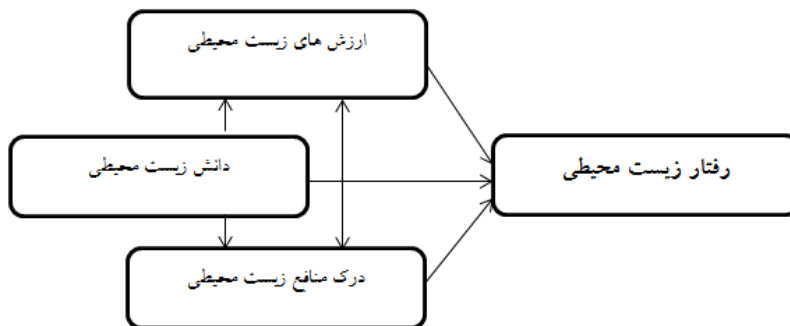 ارزش های زیست محیطی
دانش زیست محیطی
رفتار زیست محیطی
درک منافع زیست محیطی